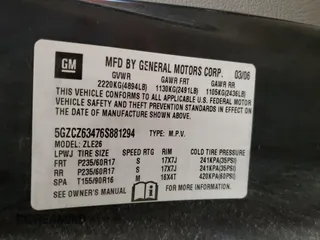 GM
MFD BY GENERAL MOTORS CORP. 03/06
GVWR GAWR FRT GAWR RR
2220KG(4894LB) 1130KG(2491LB) 1105KG(2436LB)
THIS VEHICLE CONFORMS TO ALL APPLICABLE U.S. FEDERAL
MOTOR VEHICLE SAFETY, BUMPER, AND
THEFT PREVENTION STANDARDS IN EFFECT ON
THE DATE OF MANUFACTURE SHOWN ABOVE.
5GZCZ63476S881294 TYPE: M.P.V.
MODEL: ZLE26
LPWJ TIRE SIZE SPEED RTG RIM COLD TIRE PRESSURE
FRT P235/60R17 S 17X7J 241KPA(35PSI)
RR P235/60R17 S 17X7J 241KPA(35PSI)
SPA T155/90R16 M 16X4T 420KPA(60PSI)
SEE OWNER'S MANUAL FOR ADDITIONAL INFORMATION